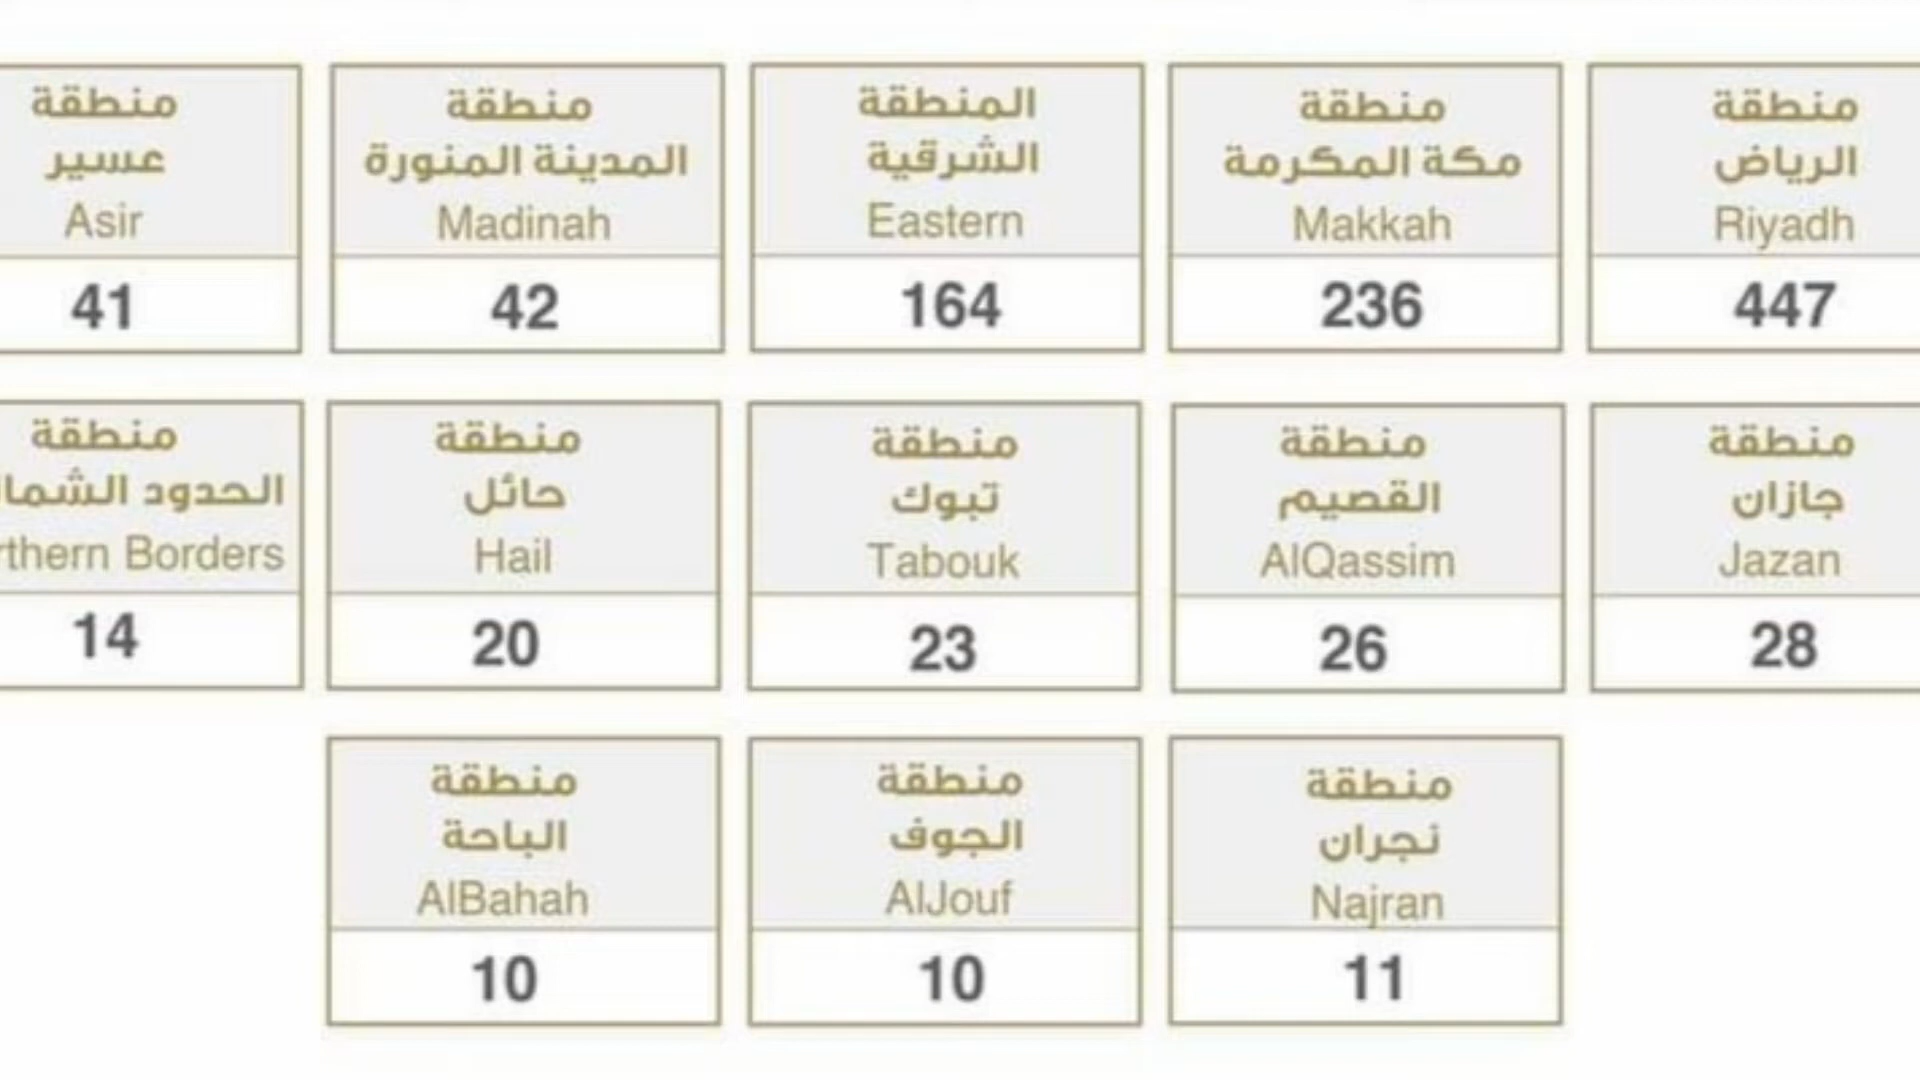 منطقة
الرياض
Riyadh
447
منطقة
مكة المكرمة
Makkah
236
المنطقة
الشرقية
Eastern
164
منطقة
المدينة المنورة
Madinah
42
منطقة
عسير
Asir
41
منطقة
جازان
Jazan
28
منطقة
القصيم
AlQassim
26
منطقة
تبوك
Tabouk
23
منطقة
حائل
Hail
20
منطقة
الحدود
Borders
14
منطقة
نجران
Najran
11
منطقة
الجوف
AlJouf
10
منطقة
الباحة
AlBahah
10